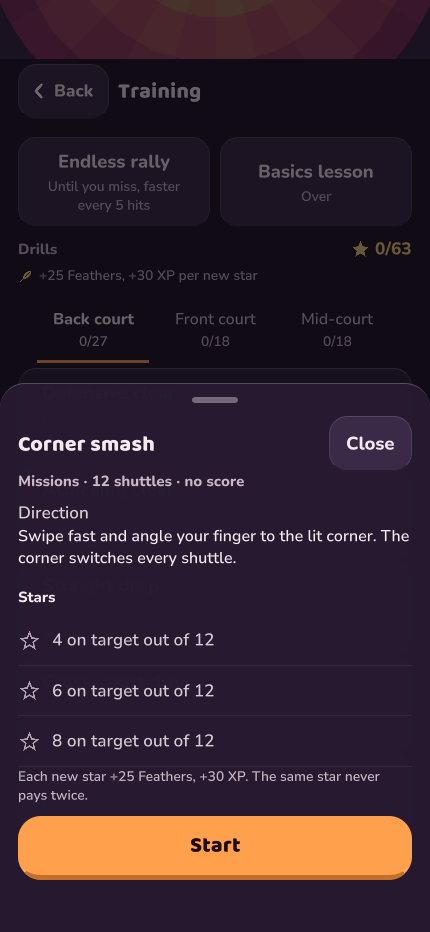 Back
Training
Endless rally
Until you miss, faster
every 5 hits
Basics lesson
Over
Drills
0/63
+25 Feathers, +30 XP per new star
Back court
0/27
Front court
0/18
Mid-court
0/18
Corner smash
Close
Missions · 12 shuttles · no score
Direction
Swipe fast and angle your finger to the lit corner. The
corner switches every shuttle.
Stars
4 on target out of 12
6 on target out of 12
8 on target out of 12
Each new star +25 Feathers, +30 XP. The same star never
pays twice.
Start